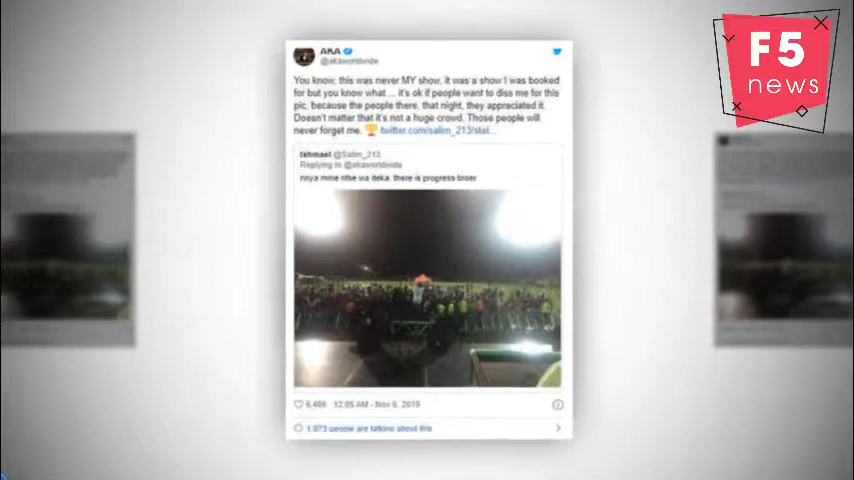 F5
news
AKA
@akaworldwide
You know, this was never MY show, it was a show I was booked
for but you know what ... it's ok if people want to diss me for this
pic, because the people there, that night, they appreciated it.
Doesn't matter that it's not a huge crowd. Those people will
never forget me. 🏆 twitter.com/salim_213/stat...
Ishmael @Salim_213
Replying to @akaworldwide
nnya mine ntse wa iteka there is progress broer
6,486 12:05 AM - Nov 6, 2019
1,073 people are talking about this